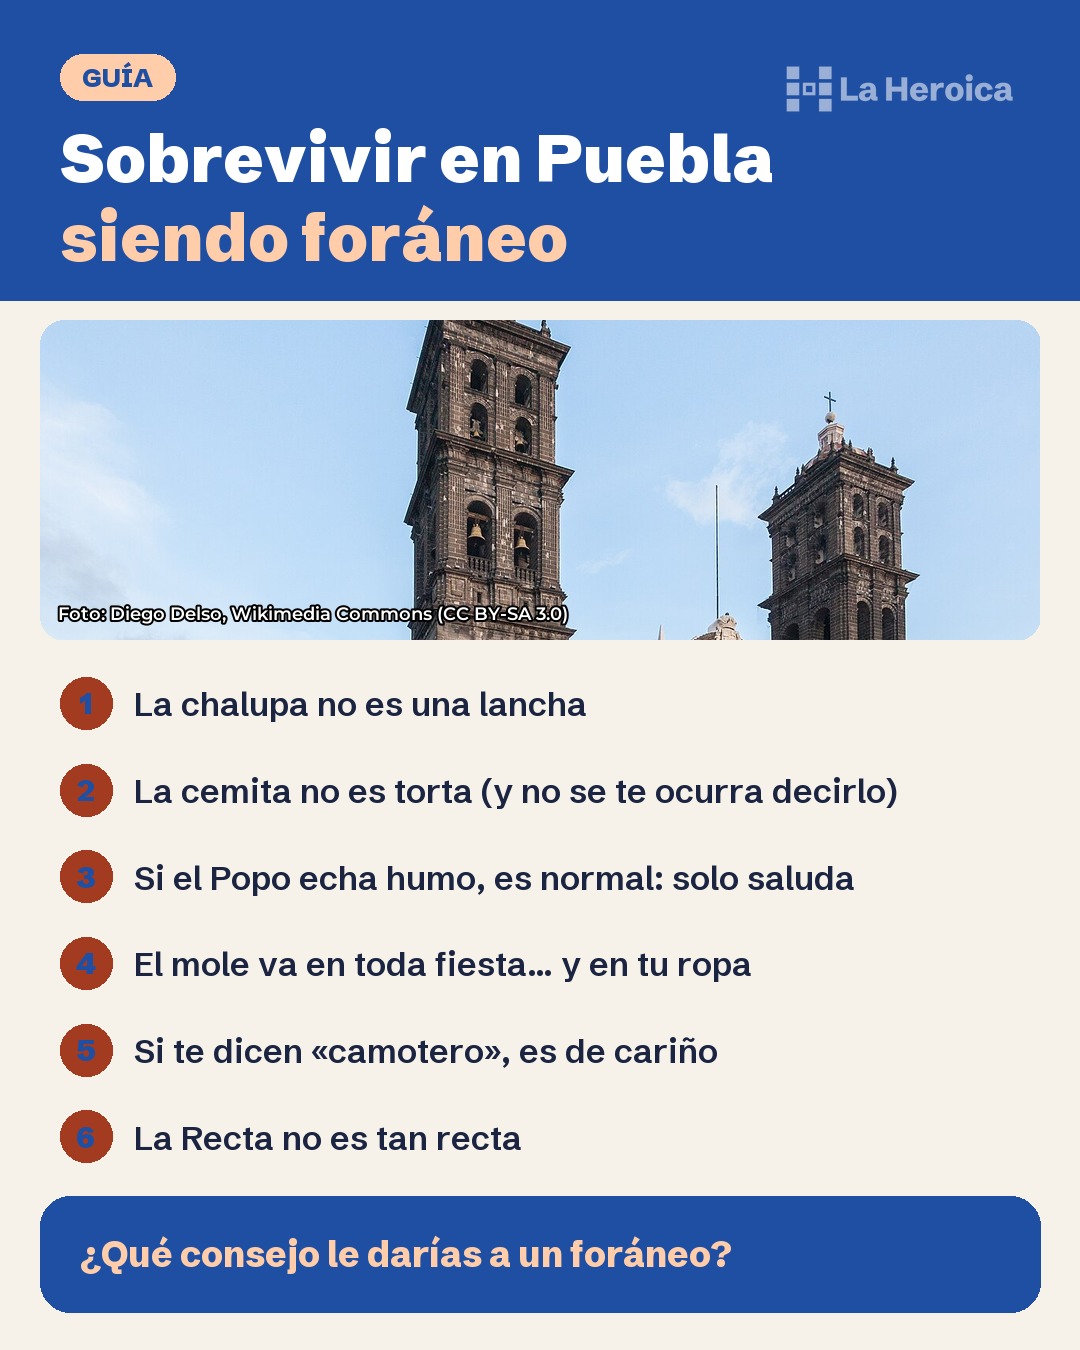 GUÍA
La Heroica
Sobrevivir en Puebla
siendo foráneo
Foto: Diego Delso, Wikimedia Commons (CC BY-SA 3.0)
1 La chalupa no es una lancha
2 La cemita no es torta (y no se te ocurra decirlo)
3 Si el Popo echa humo, es normal: solo saluda
4 El mole va en toda fiesta... y en tu ropa
5 Si te dicen «camotero», es de cariño
6 La Recta no es tan recta
¿Qué consejo le darías a un foráneo?